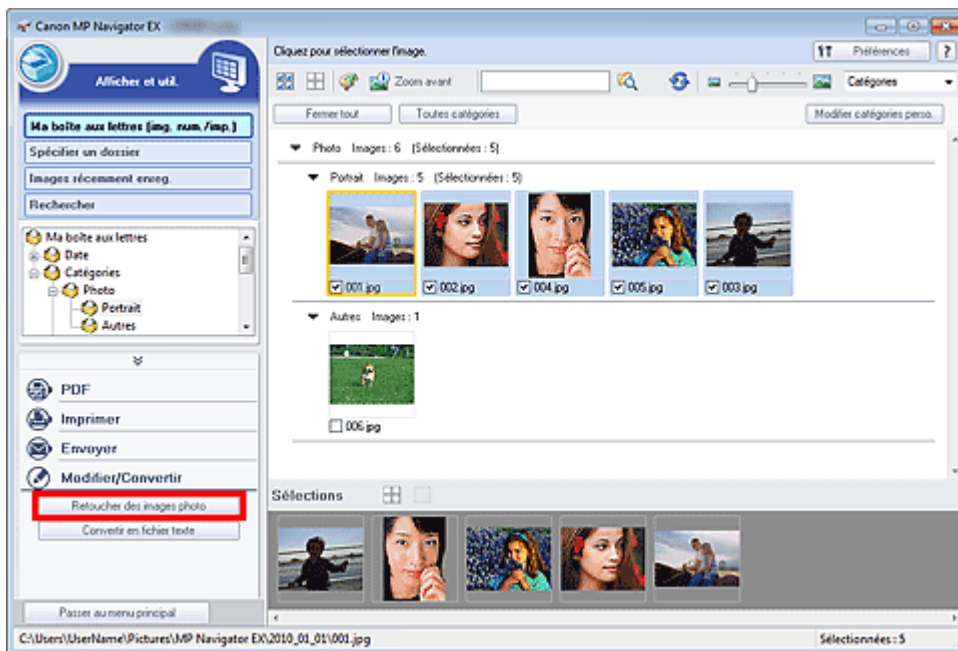 Canon MP Navigator EX
Afficher et util.
Cliquez pour sélectionner l'image.
Préférences
?
Zoom avant
Catégories
Ma boîte aux lettres (img. num./imp.)
Spécifier un dossier
Images récemment enreg.
Rechercher
Fermer tout
Toutes catégories
Modifier catégories perso.
Photo Images : 6 (Sélectionnées : 5)
Portrait Images : 5 (Sélectionnées : 5)
001.jpg
002.jpg
004.jpg
005.jpg
003.jpg
Autres Images : 1
006.jpg
Ma boîte aux lettres
Date
Catégories
Photo
Portrait
Autres
PDF
Imprimer
Envoyer
Modifier/Convertir
Retoucher des images photo
Convertir en fichier texte
Passer au menu principal
Sélections
C:\Users\UserName\Pictures\MP Navigator EX\2010_01_01\001.jpg
Sélectionnées : 5